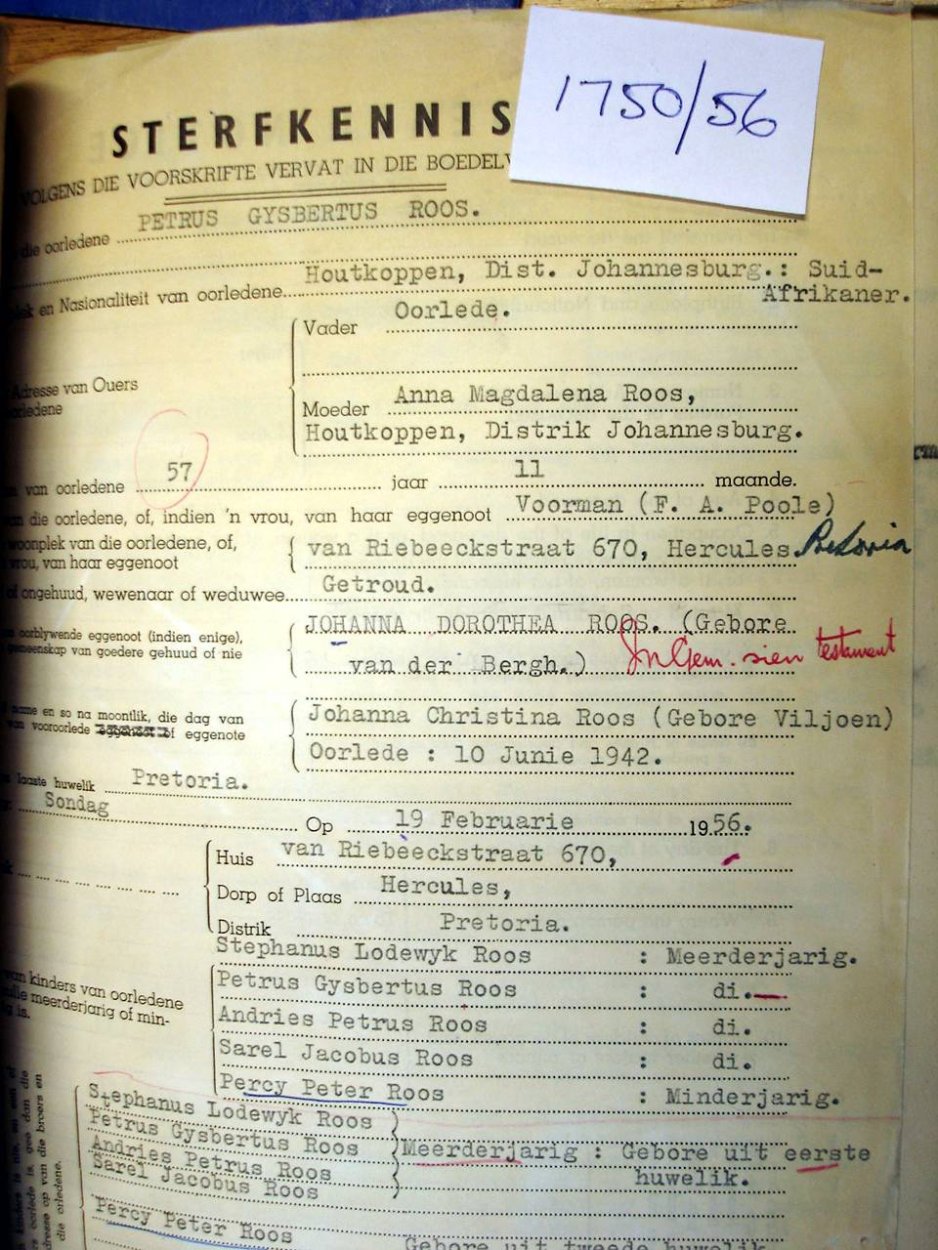 1750/56
STERFKENNIS
VOLGENS DIE VOORSKRIFTE VERVAT IN DIE BOEDELV
die oorledene PETRUS GYSBERTUS ROOS.
en Nasionaliteit van oorledene Houtkoppen, Dist. Johannesburg.: Suid-
Afrikaner.
Vader Oorlede.
Adresse van Ouers
oorledene
Moeder Anna Magdalena Roos,
Houtkoppen, Distrik Johannesburg.
van oorledene 57 jaar 11 maande.
van die oorledene, of, indien 'n vrou, van haar eggenoot Voorman (F. A. Poole)
woonplek van die oorledene, of,
vrou, van haar eggenoot
van Riebeeckstraat 670, Hercules Pretoria
of ongehuud, wewenaar of weduwee Getroud.
oorblywende eggenoot (indien enige),
gemeenskap van goedere gehuud of nie
JOHANNA DOROTHEA ROOS. (Gebore
van der Bergh.) In Gem. sien testament
name en so na moontlik, die dag van
van vooroorlede of eggenote
Johanna Christina Roos (Gebore Viljoen)
Oorlede : 10 Junie 1942.
laaste huwelik Pretoria.
Sondag Op 19 Februarie 1956.
Huis van Riebeeckstraat 670,
Dorp of Plaas Hercules,
Distrik Pretoria.
Stephanus Lodewyk Roos : Meerderjarig.
van kinders van oorledene
meerderjarig of min-
is.
Petrus Gysbertus Roos : di.
Andries Petrus Roos : di.
Sarel Jacobus Roos : di.
Percy Peter Roos : Minderjarig.
Stephanus Lodewyk Roos
Petrus Gysbertus Roos
Andries Petrus Roos
Sarel Jacobus Roos
Meerderjarig : Gebore uit eerste
huwelik.
Percy Peter Roos
Gebore uit tweede huwelik